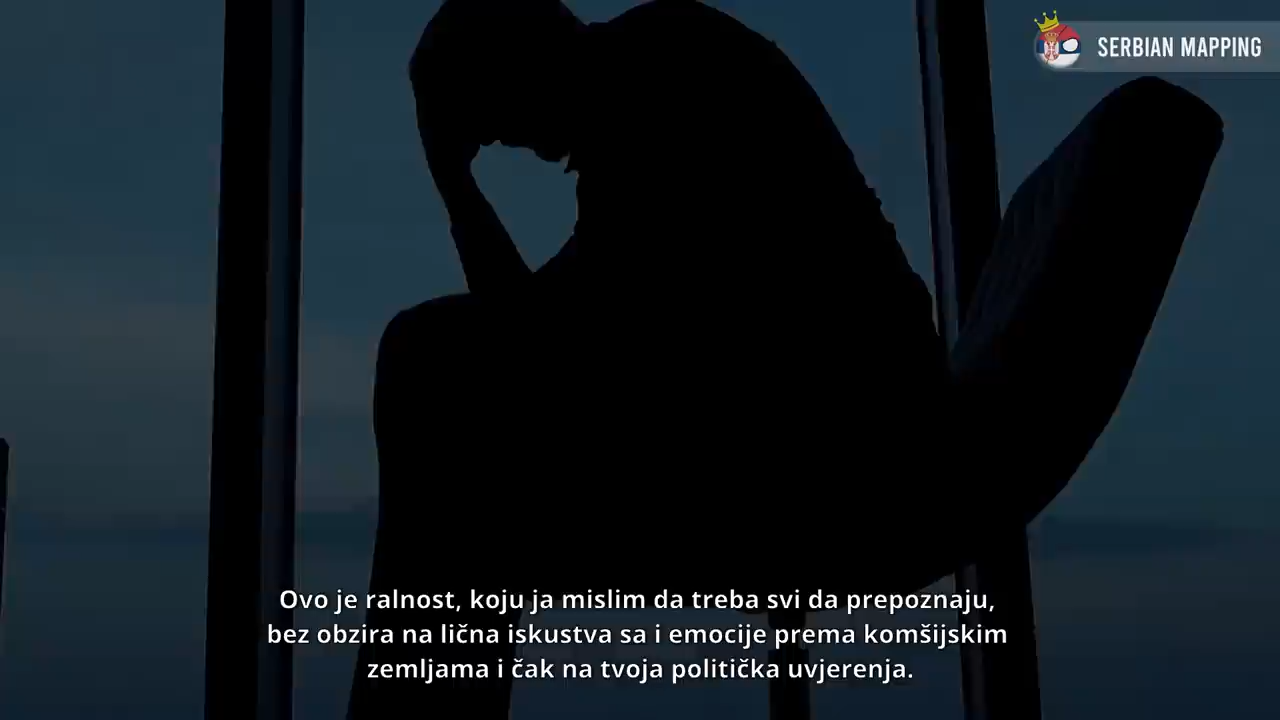 SERBIAN MAPPING
Ovo je ralnost, koju ja mislim da treba svi da prepoznaju,
bez obzira na lična iskustva sa i emocije prema komšijskim
zemljama i čak na tvoja politička uvjerenja.